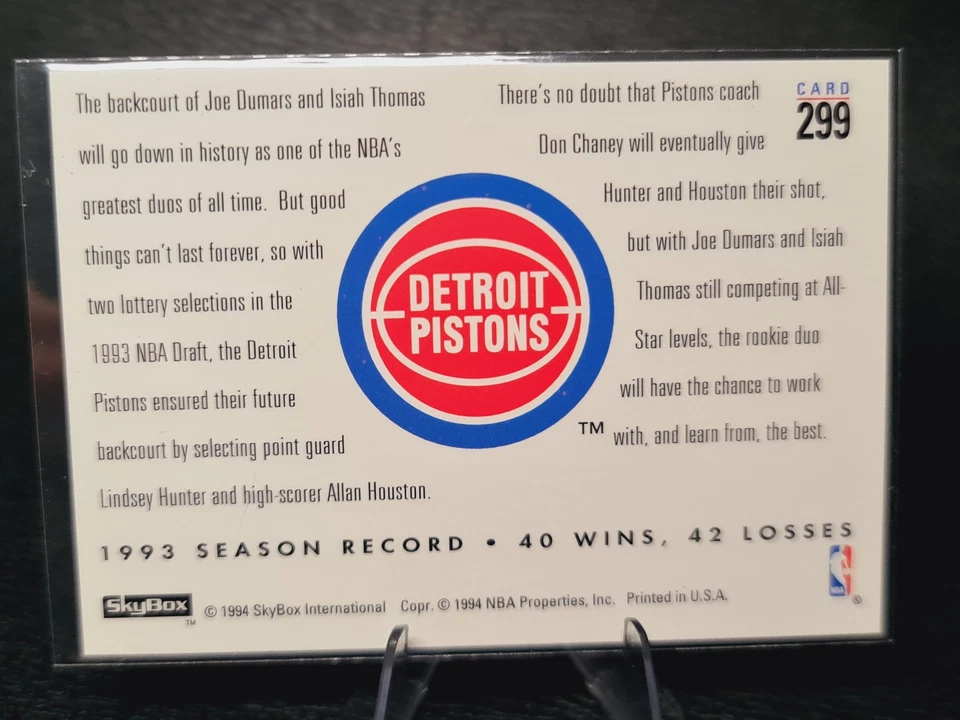 The backcourt of Joe Dumars and Isiah Thomas
will go down in history as one of the NBA's
greatest duos of all time. But good
things can't last forever, so with
two lottery selections in the
1993 NBA Draft, the Detroit
Pistons ensured their future
backcourt by selecting point guard
Lindsey Hunter and high-scorer Allan Houston.
There's no doubt that Pistons coach
Don Chaney will eventually give
Hunter and Houston their shot,
but with Joe Dumars and Isiah
Thomas still competing at All-
Star levels, the rookie duo
will have the chance to work
with, and learn from, the best.
CARD
299
DETROIT
PISTONS
TM
1993 SEASON RECORD • 40 WINS, 42 LOSSES
SkyBox TM © 1994 SkyBox International Copr. © 1994 NBA Properties, Inc. Printed in U.S.A.
NBA ®